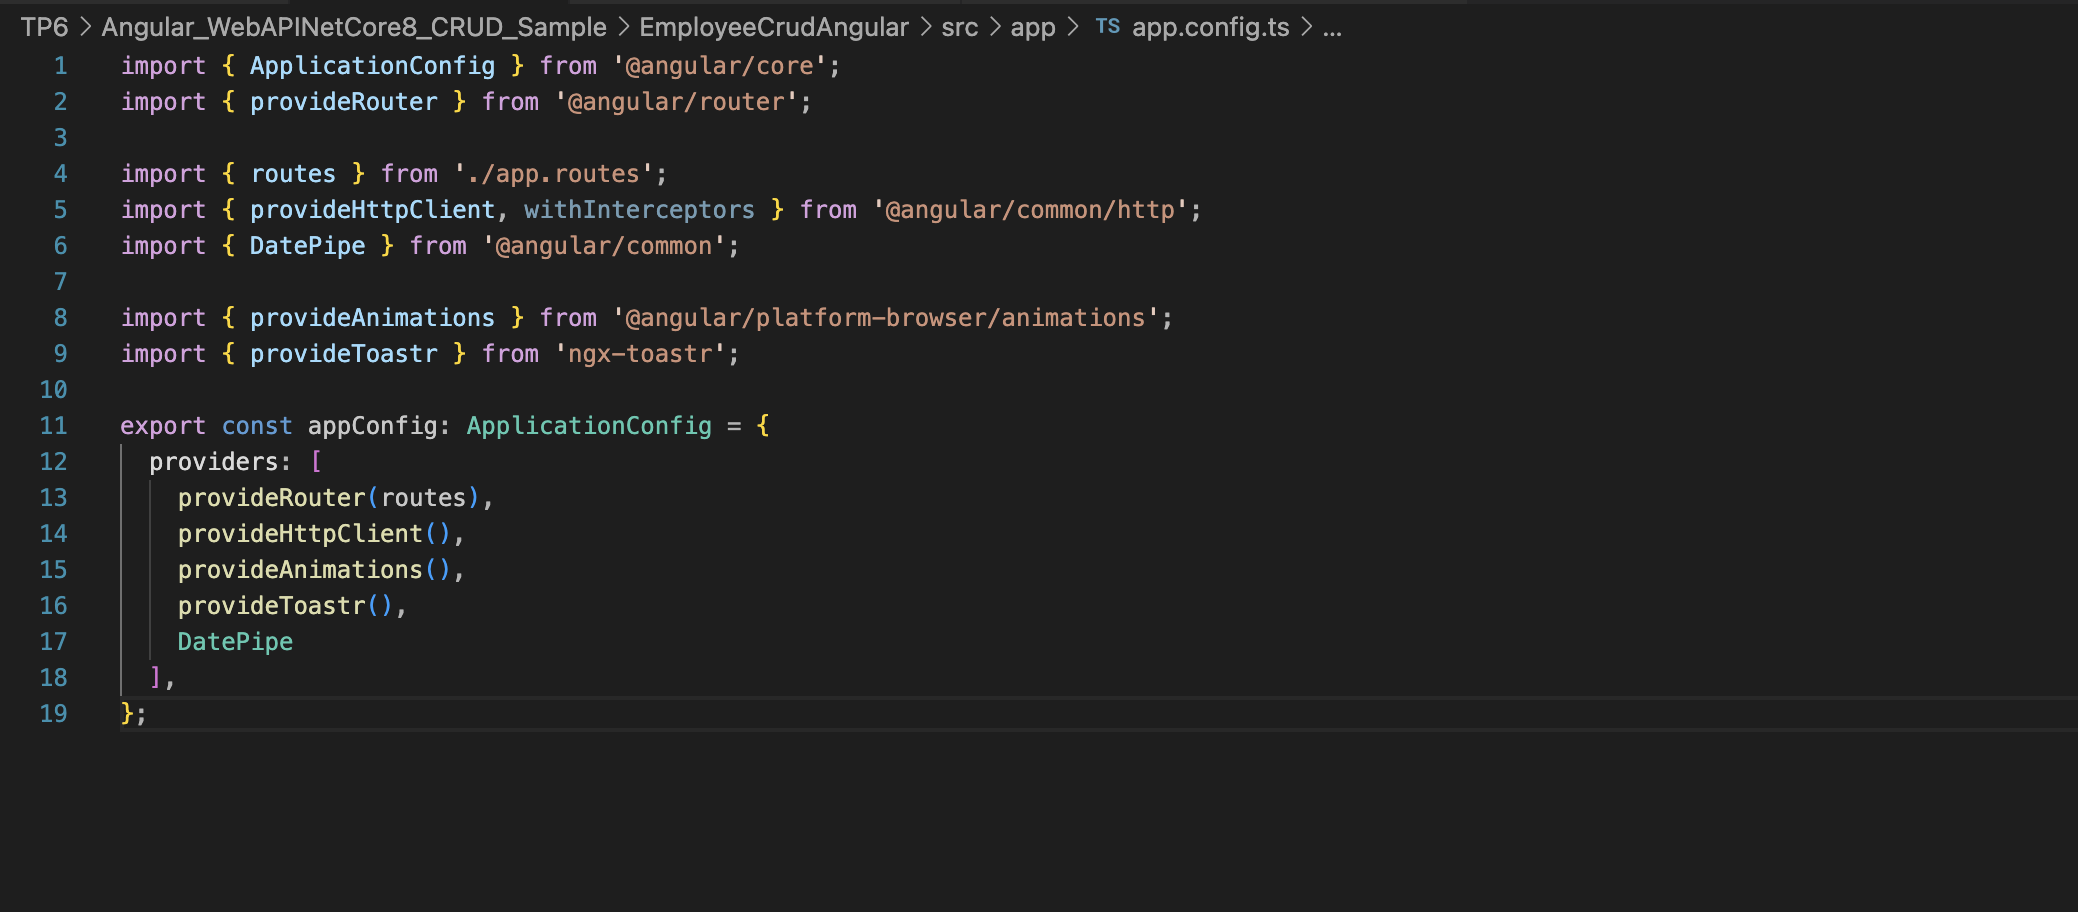 TP6 > Angular_WebAPINetCore8_CRUD_Sample > EmployeeCrudAngular > src > app > TS app.config.ts > ...
1 import { ApplicationConfig } from '@angular/core';
2 import { provideRouter } from '@angular/router';
3
4 import { routes } from './app.routes';
5 import { provideHttpClient, withInterceptors } from '@angular/common/http';
6 import { DatePipe } from '@angular/common';
7
8 import { provideAnimations } from '@angular/platform-browser/animations';
9 import { provideToastr } from 'ngx-toastr';
10
11 export const appConfig: ApplicationConfig = {
12   providers: [
13     provideRouter(routes),
14     provideHttpClient(),
15     provideAnimations(),
16     provideToastr(),
17     DatePipe
18   ],
19 };